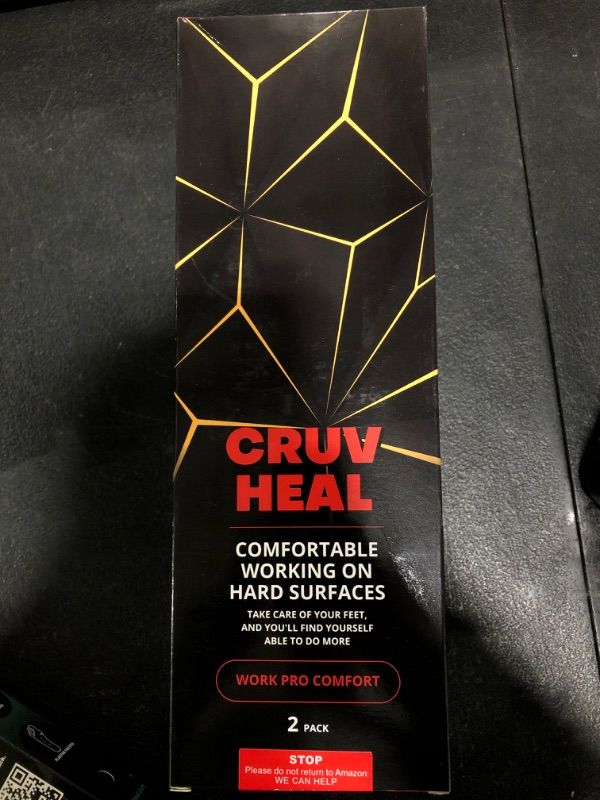 CRUV
HEAL
COMFORTABLE
WORKING ON
HARD SURFACES
TAKE CARE OF YOUR FEET,
AND YOU'LL FIND YOURSELF
ABLE TO DO MORE
WORK PRO COMFORT
2 PACK
STOP
Please do not return to Amazon
WE CAN HELP